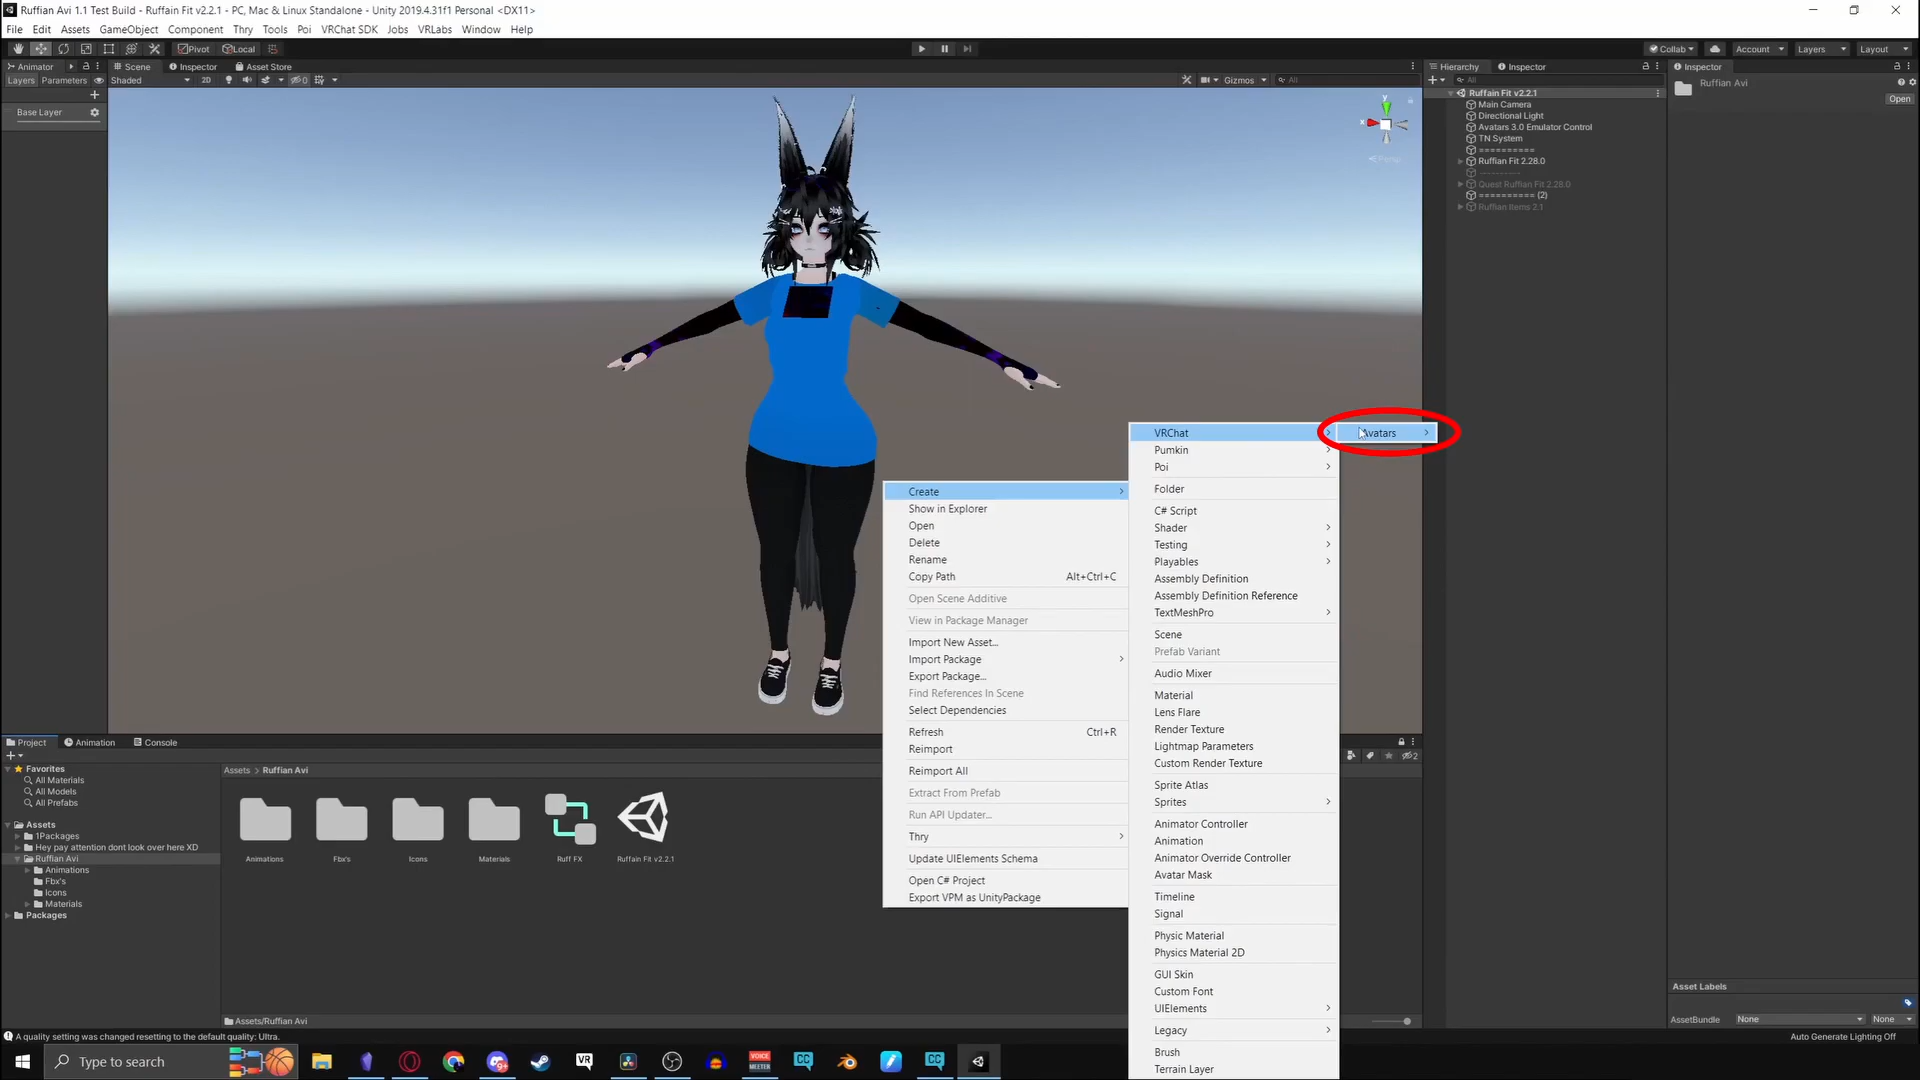 Ruffian Avi 1.1 Test Build - Ruffain Fit v2.2.1 - PC, Mac & Linux Standalone - Unity 2019.4.31f1 Personal <DX11>
File Edit Assets GameObject Component Thry Tools Poi VRChat SDK Jobs VRLabs Window Help
Pivot Local Collab Account Layers Layout
Animator Scene Inspector Asset Store
Layers Parameters Shaded 2D 0 Gizmos All
Base Layer
Hierarchy Inspector
All
Ruffain Fit v2.2.1
Main Camera
Directional Light
Avatars 3.0 Emulator Control
TN System
==========
Ruffian Fit 2.28.0
----------
Quest Ruffian Fit 2.28.0
========== (2)
Ruffian Items 2.1
Inspector
Ruffian Avi
Open
y
x
Persp
Create
Show in Explorer
Open
Delete
Rename
Copy Path Alt+Ctrl+C
Open Scene Additive
View in Package Manager
Import New Asset...
Import Package
Export Package...
Find References In Scene
Select Dependencies
Refresh Ctrl+R
Reimport
Reimport All
Extract From Prefab
Run API Updater...
Thry
Update UIElements Schema
Open C# Project
Export VPM as UnityPackage
VRChat
Pumkin
Poi
Folder
C# Script
Shader
Testing
Playables
Assembly Definition
Assembly Definition Reference
TextMeshPro
Scene
Prefab Variant
Audio Mixer
Material
Lens Flare
Render Texture
Lightmap Parameters
Custom Render Texture
Sprite Atlas
Sprites
Animator Controller
Animation
Animator Override Controller
Avatar Mask
Timeline
Signal
Physic Material
Physics Material 2D
GUI Skin
Custom Font
UIElements
Legacy
Brush
Terrain Layer
Avatars
Project Animation Console
2
Favorites
All Materials
All Models
All Prefabs
Assets
1Packages
Hey pay attention dont look over here XD
Ruffian Avi
Animations
Fbx's
Icons
Materials
Packages
Assets > Ruffian Avi
Animations Fbx's Icons Materials Ruff FX Ruffain Fit v2.2.1
Assets/Ruffian Avi
Asset Labels
AssetBundle None None
A quality setting was changed resetting to the default quality: Ultra.
Auto Generate Lighting Off
Type to search
VR
VOICE
MEETER
CC
CC